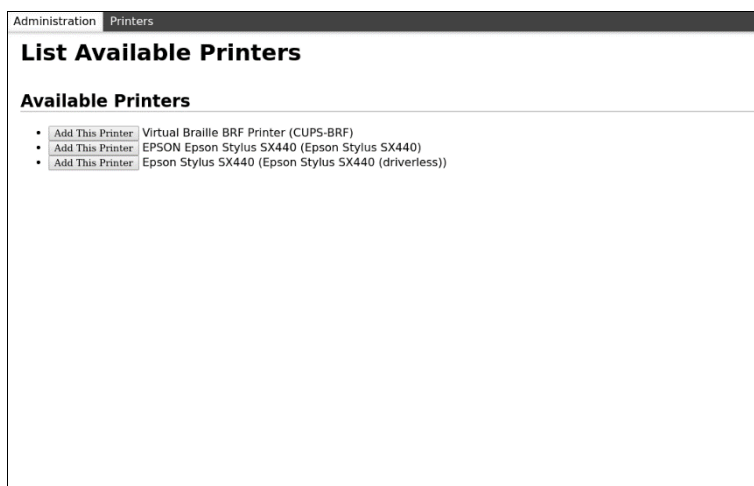 Administration Printers
List Available Printers
Available Printers
Add This Printer Virtual Braille BRF Printer (CUPS-BRF)
Add This Printer EPSON Epson Stylus SX440 (Epson Stylus SX440)
Add This Printer Epson Stylus SX440 (Epson Stylus SX440 (driverless))